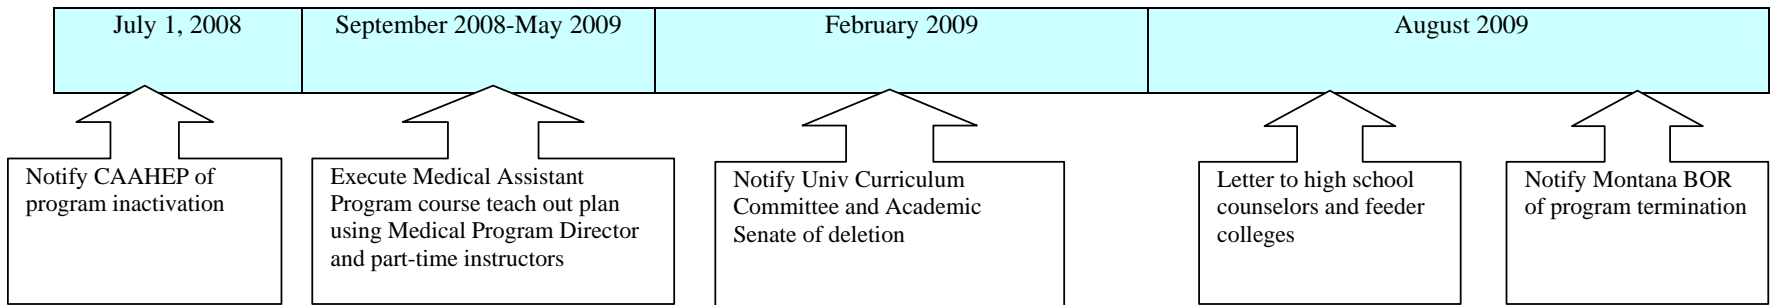 July 1, 2008
September 2008-May 2009
February 2009
August 2009
Notify CAAHEP of
program inactivation
Execute Medical Assistant
Program course teach out plan
using Medical Program Director
and part-time instructors
Notify Univ Curriculum
Committee and Academic
Senate of deletion
Letter to high school
counselors and feeder
colleges
Notify Montana BOR
of program termination